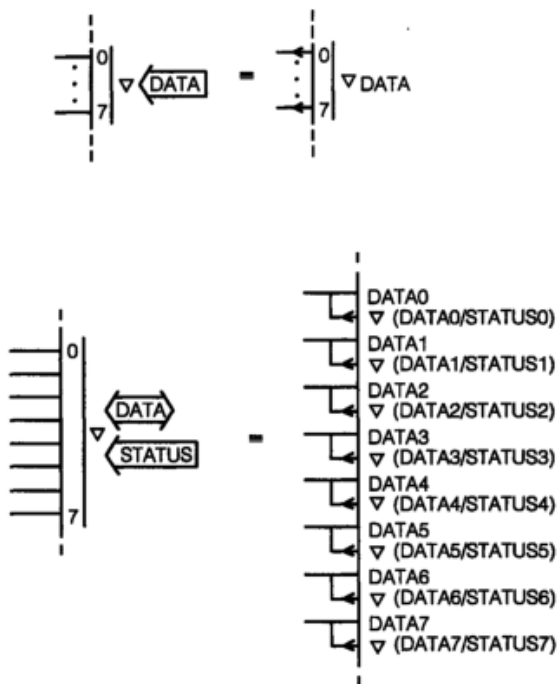 0
▽ DATA
7
=
0
▽ DATA
7
0
DATA
▽
STATUS
7
=
DATA0
▽ (DATA0/STATUS0)
DATA1
▽ (DATA1/STATUS1)
DATA2
▽ (DATA2/STATUS2)
DATA3
▽ (DATA3/STATUS3)
DATA4
▽ (DATA4/STATUS4)
DATA5
▽ (DATA5/STATUS5)
DATA6
▽ (DATA6/STATUS6)
DATA7
▽ (DATA7/STATUS7)